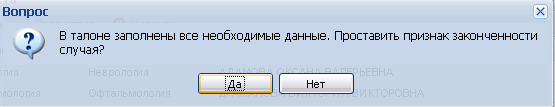 Вопрос
В талоне заполнены все необходимые данные. Проставить признак законченности
случая?
Неврология
Да
Нет
Офтальмология